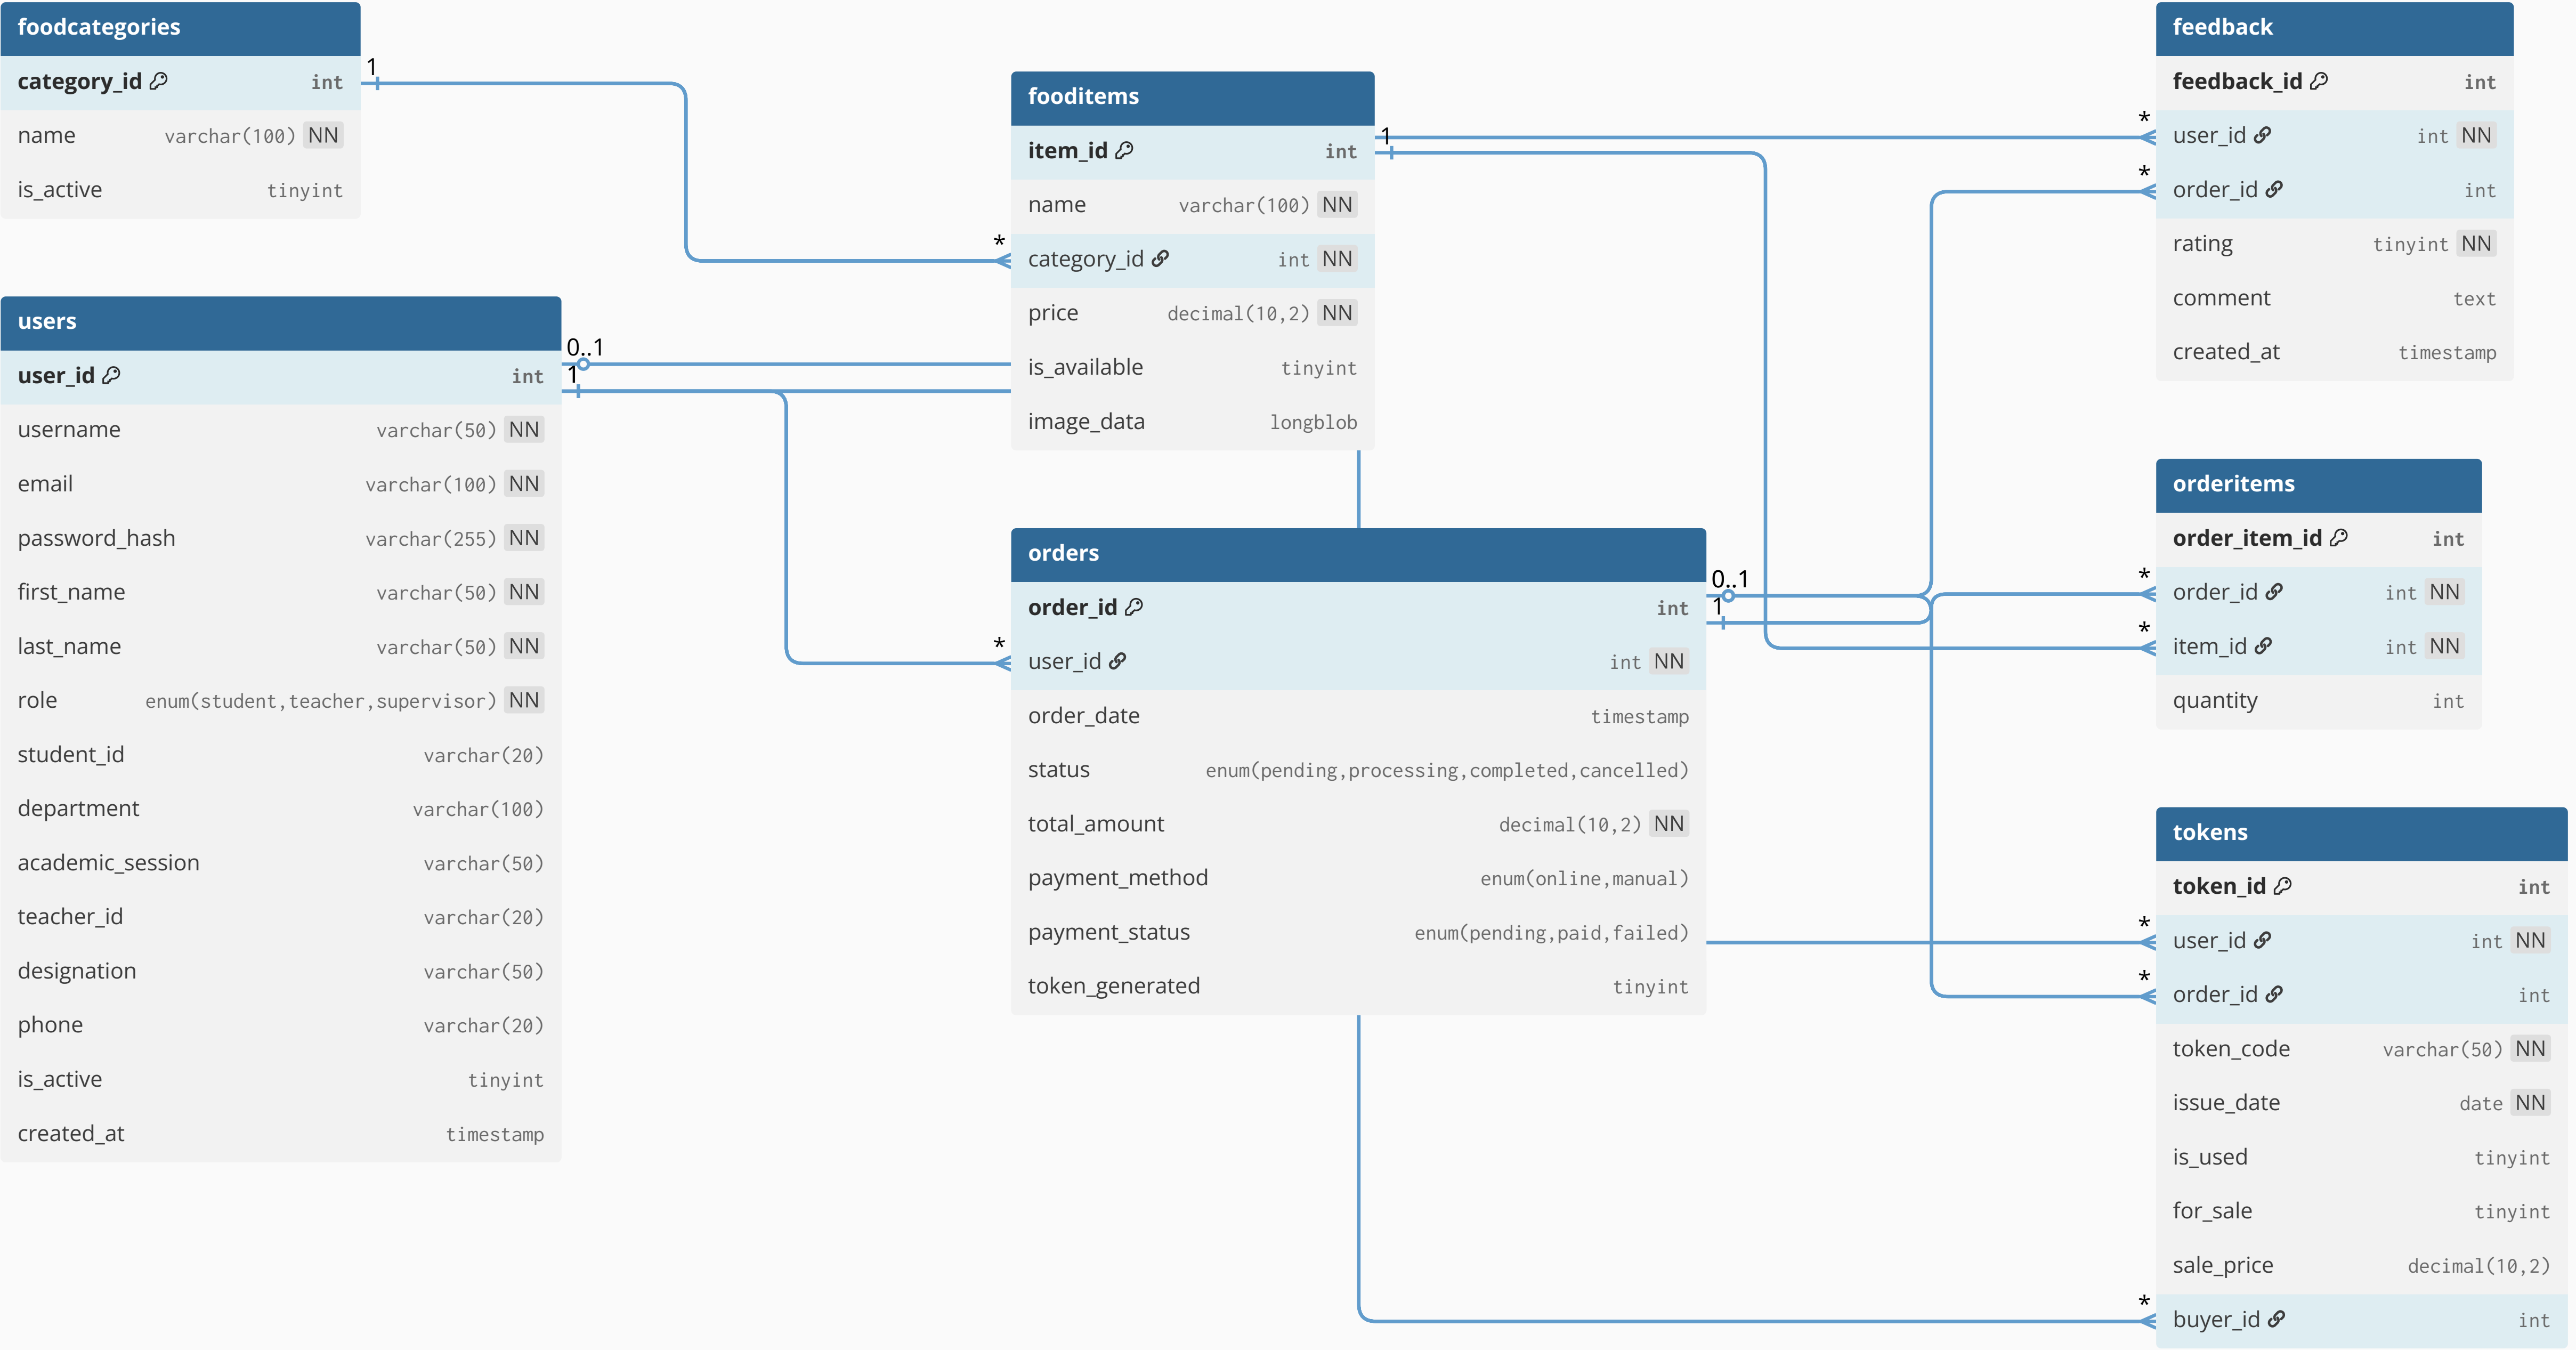 foodcategories
category_id int
name varchar(100) NN
is_active tinyint
users
user_id int
username varchar(50) NN
email varchar(100) NN
password_hash varchar(255) NN
first_name varchar(50) NN
last_name varchar(50) NN
role enum(student,teacher,supervisor) NN
student_id varchar(20)
department varchar(100)
academic_session varchar(50)
teacher_id varchar(20)
designation varchar(50)
phone varchar(20)
is_active tinyint
created_at timestamp
1
0..1
1
*
fooditems
item_id int
name varchar(100) NN
category_id int NN
price decimal(10,2) NN
is_available tinyint
image_data longblob
1
*
orders
order_id int
user_id int NN
order_date timestamp
status enum(pending,processing,completed,cancelled)
total_amount decimal(10,2) NN
payment_method enum(online,manual)
payment_status enum(pending,paid,failed)
token_generated tinyint
0..1
1
*
*
feedback
feedback_id int
user_id int NN
order_id int
rating tinyint NN
comment text
created_at timestamp
*
*
orderitems
order_item_id int
order_id int NN
item_id int NN
quantity int
*
*
*
tokens
token_id int
user_id int NN
order_id int
token_code varchar(50) NN
issue_date date NN
is_used tinyint
for_sale tinyint
sale_price decimal(10,2)
buyer_id int